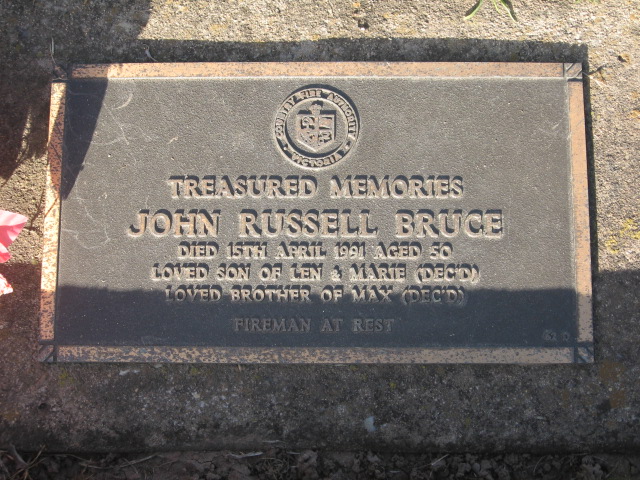 COUNTRY FIRE AUTHORITY
VICTORIA
TREASURED MEMORIES
JOHN RUSSELL BRUCE
DIED 15TH APRIL 1991 AGED 50
LOVED SON OF LEN & MARIE (DEC'D)
LOVED BROTHER OF MAX (DEC'D)
FIREMAN AT REST